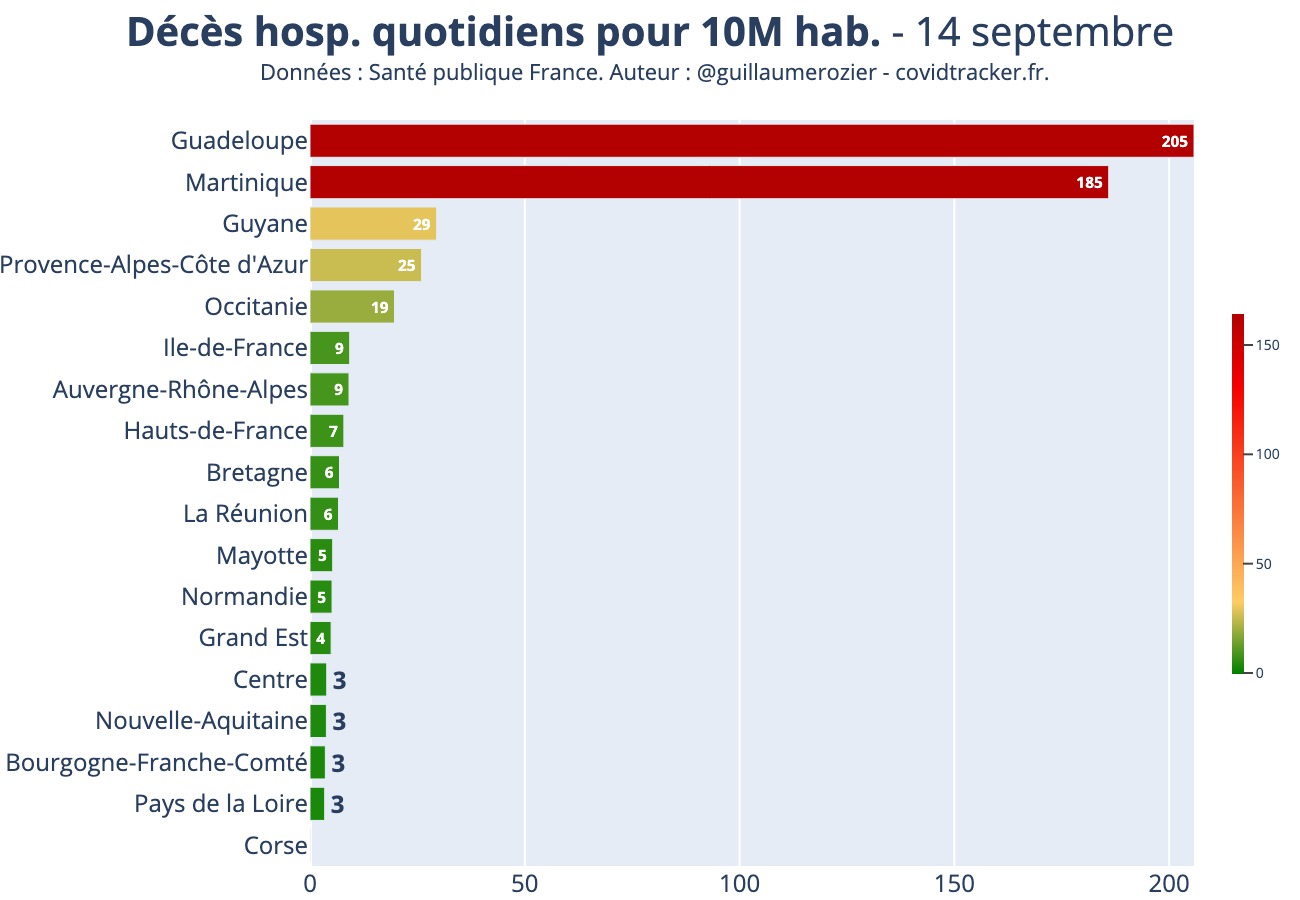 Décès hosp. quotidiens pour 10M hab. - 14 septembre
Données : Santé publique France. Auteur : @guillaumerozier - covidtracker.fr.
Guadeloupe 205
Martinique 185
Guyane 29
Provence-Alpes-Côte d'Azur 25
Occitanie 19
Ile-de-France 9
Auvergne-Rhône-Alpes 9
Hauts-de-France 7
Bretagne 6
La Réunion 6
Mayotte 5
Normandie 5
Grand Est 4
Centre 3
Nouvelle-Aquitaine 3
Bourgogne-Franche-Comté 3
Pays de la Loire 3
Corse
0 50 100 150 200
150
100
50
0